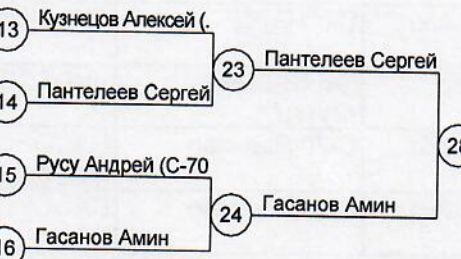 13 Кузнецов Алексей (.
23 Пантелеев Сергей
14 Пантелеев Сергей
15 Русу Андрей (С-70
24 Гасанов Амин
16 Гасанов Амин